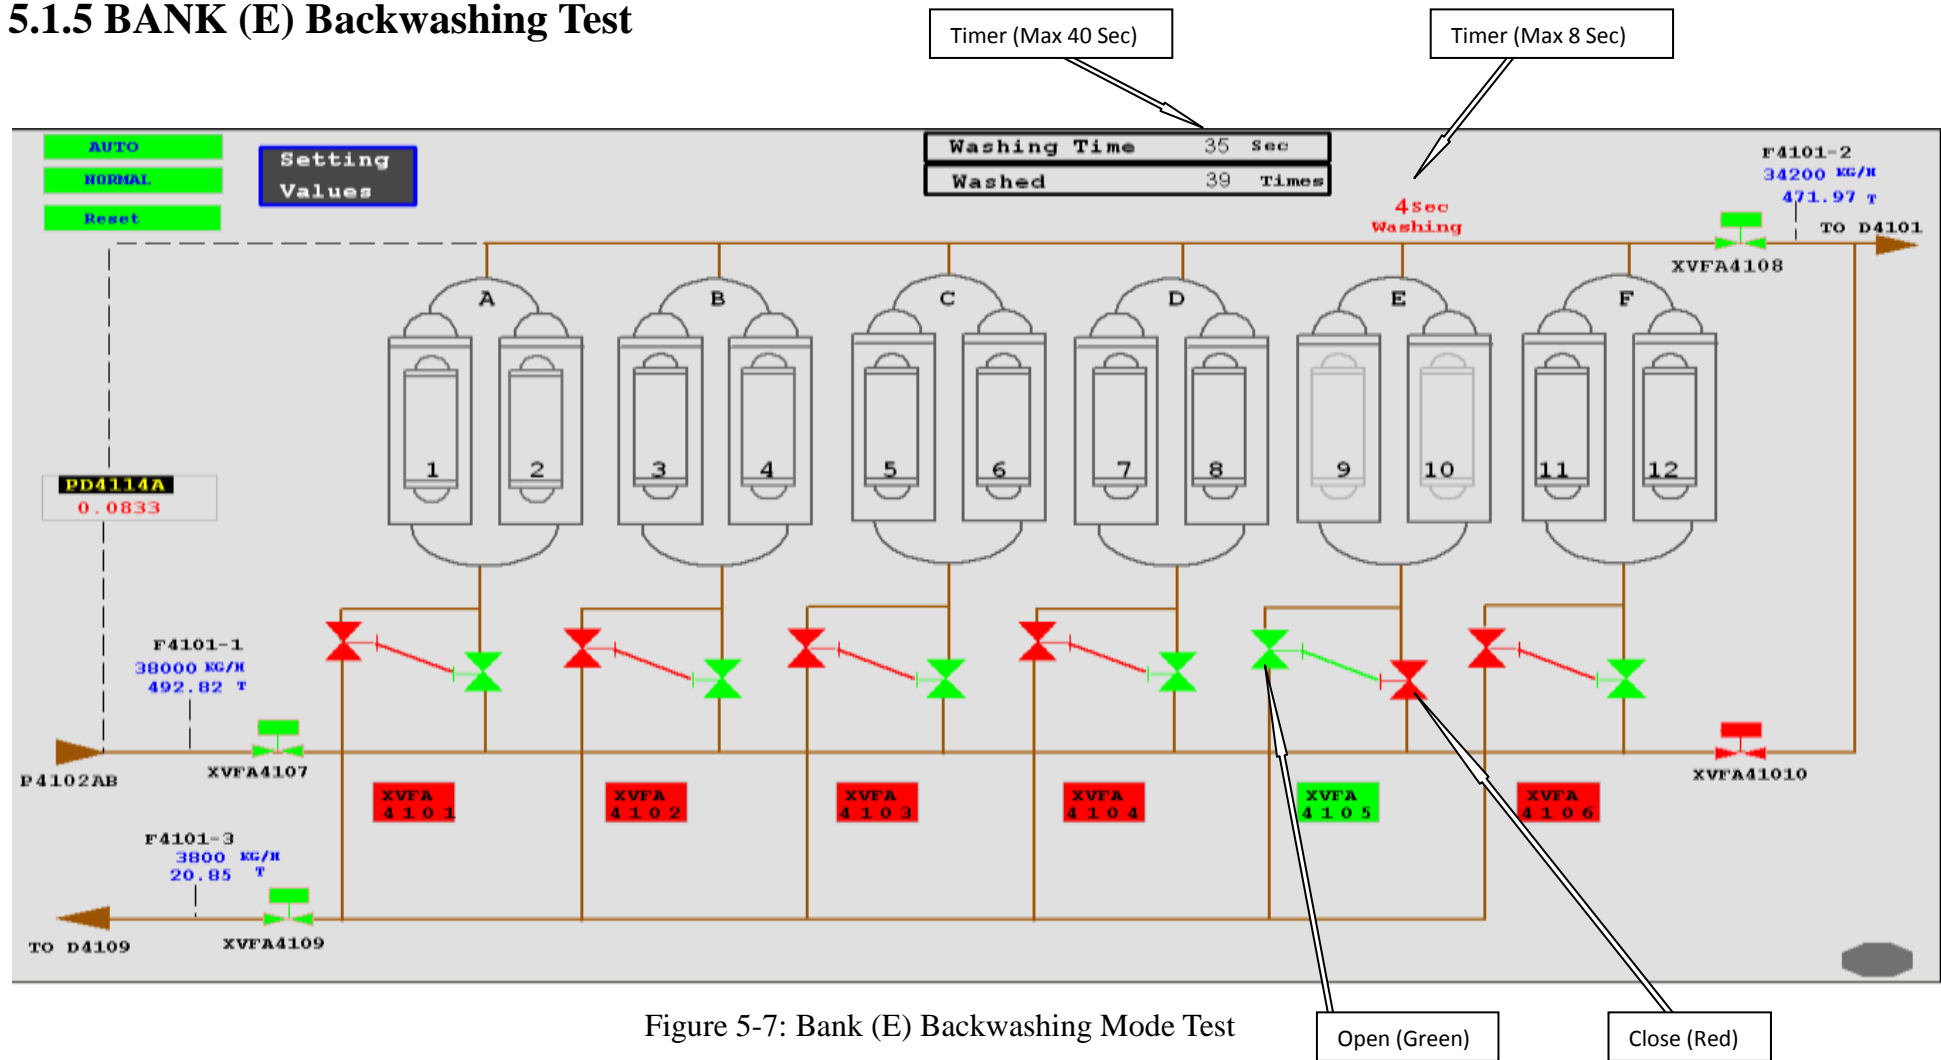 5.1.5 BANK (E) Backwashing Test
Timer (Max 40 Sec)
Timer (Max 8 Sec)
AUTO
NORMAL
Reset
Setting
Values
Washing Time 35 Sec
Washed 39 Times
4Sec
Washing
F4101-2
34200 KG/H
471.97 T
TO D4101
XVFA4108
A
B
C
D
E
F
1
2
3
4
5
6
7
8
9
10
11
12
PD4114A
0.0833
F4101-1
38000 KG/H
492.82 T
P4102AB
XVFA4107
XVFA41010
XVFA
4101
XVFA
4102
XVFA
4103
XVFA
4104
XVFA
4105
XVFA
4106
F4101-3
3800 KG/H
20.85 T
TO D4109
XVFA4109
Open (Green)
Close (Red)
Figure 5-7: Bank (E) Backwashing Mode Test